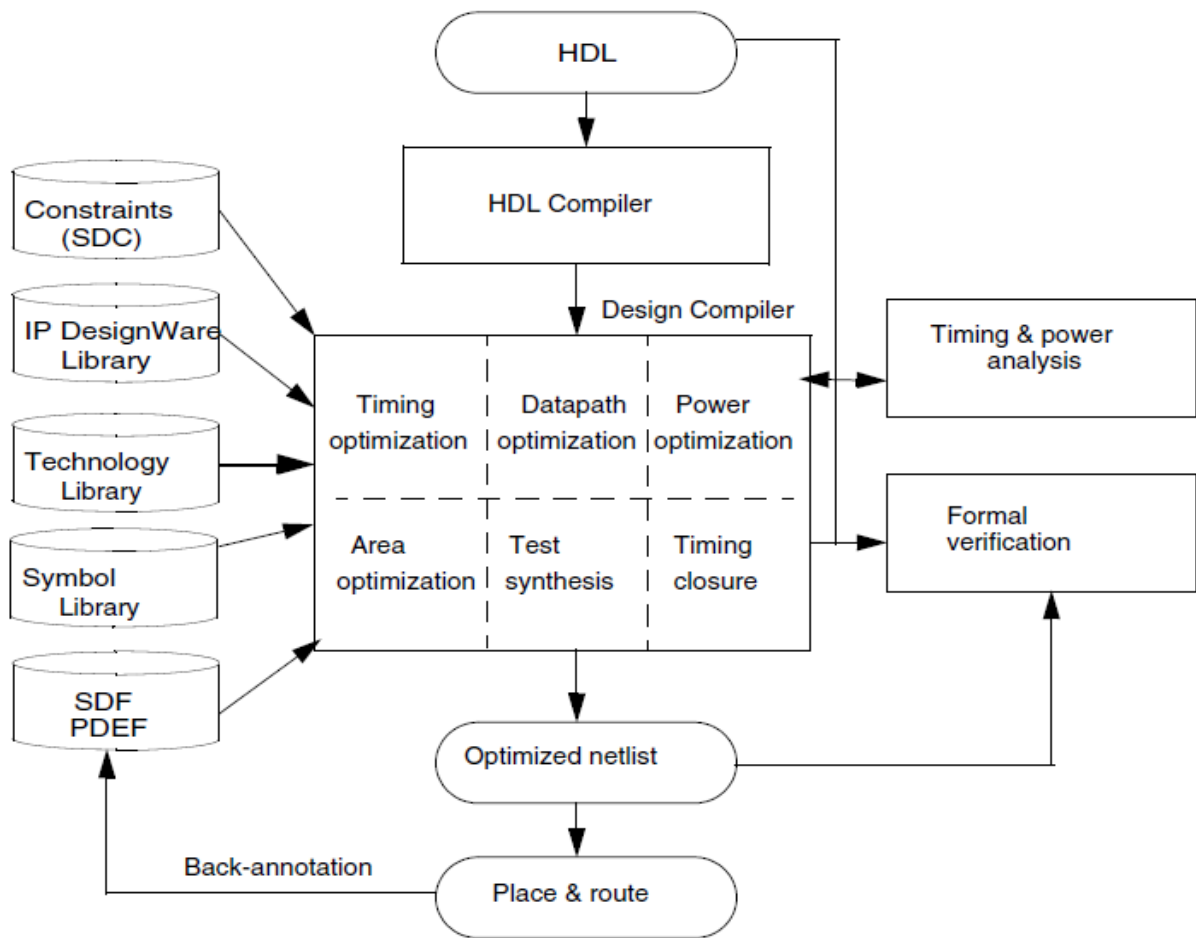 HDL
HDL Compiler
Constraints
(SDC)
IP DesignWare
Library
Technology
Library
Symbol
Library
SDF
PDEF
Design Compiler
Timing
optimization
Datapath
optimization
Power
optimization
Area
optimization
Test
synthesis
Timing
closure
Timing & power
analysis
Formal
verification
Optimized netlist
Back-annotation
Place & route